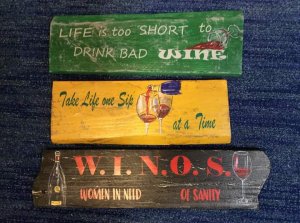 LIFE is too SHORT to
DRINK BAD WINE
Take Life one Sip
at a Time
W.I.N.O.S.
WOMEN IN NEED OF SANITY